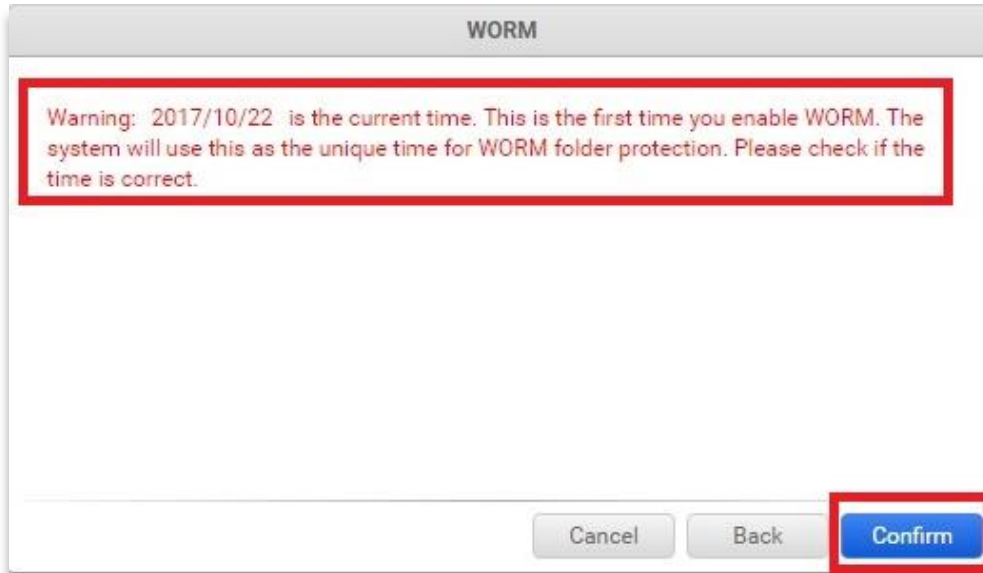 WORM
Warning: 2017/10/22 is the current time. This is the first time you enable WORM. The
system will use this as the unique time for WORM folder protection. Please check if the
time is correct.
Cancel Back Confirm